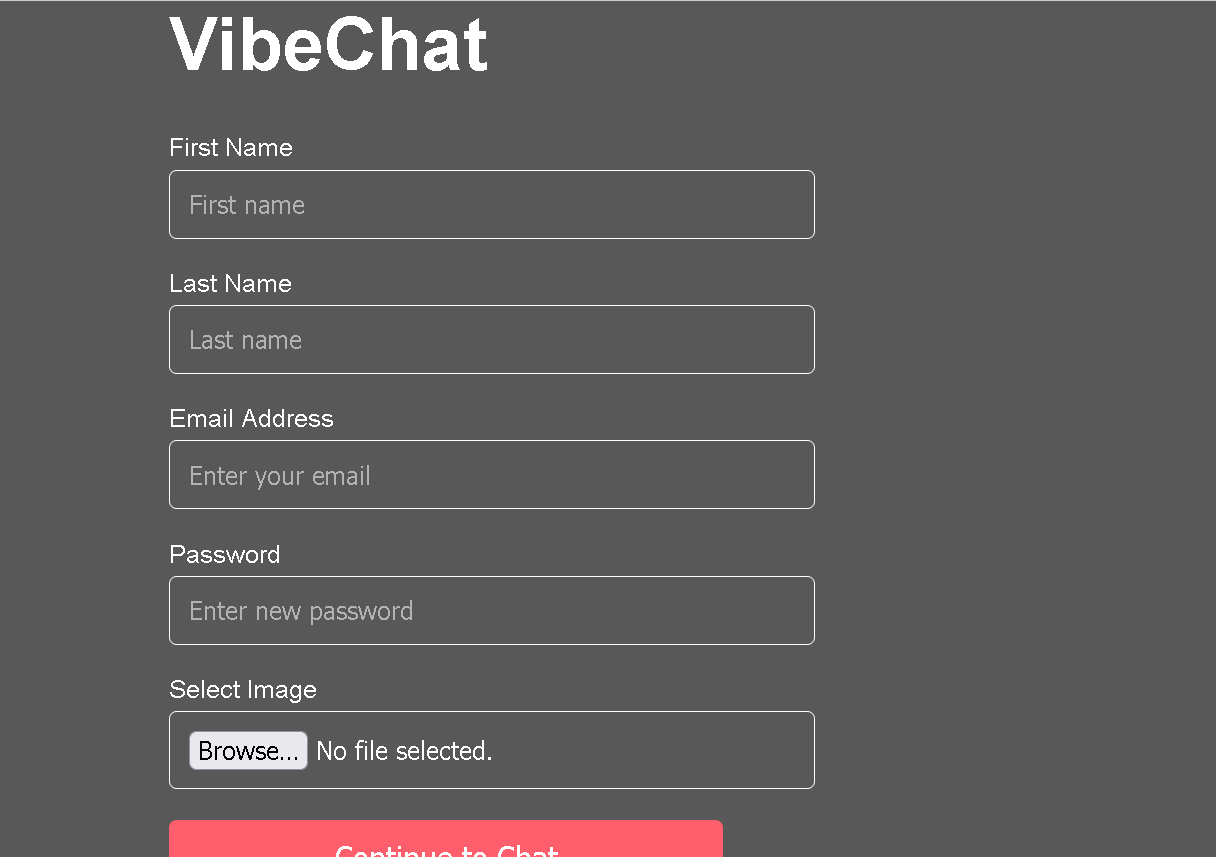 VibeChat
First Name
First name
Last Name
Last name
Email Address
Enter your email
Password
Enter new password
Select Image
Browse... No file selected.
Continue to Chat